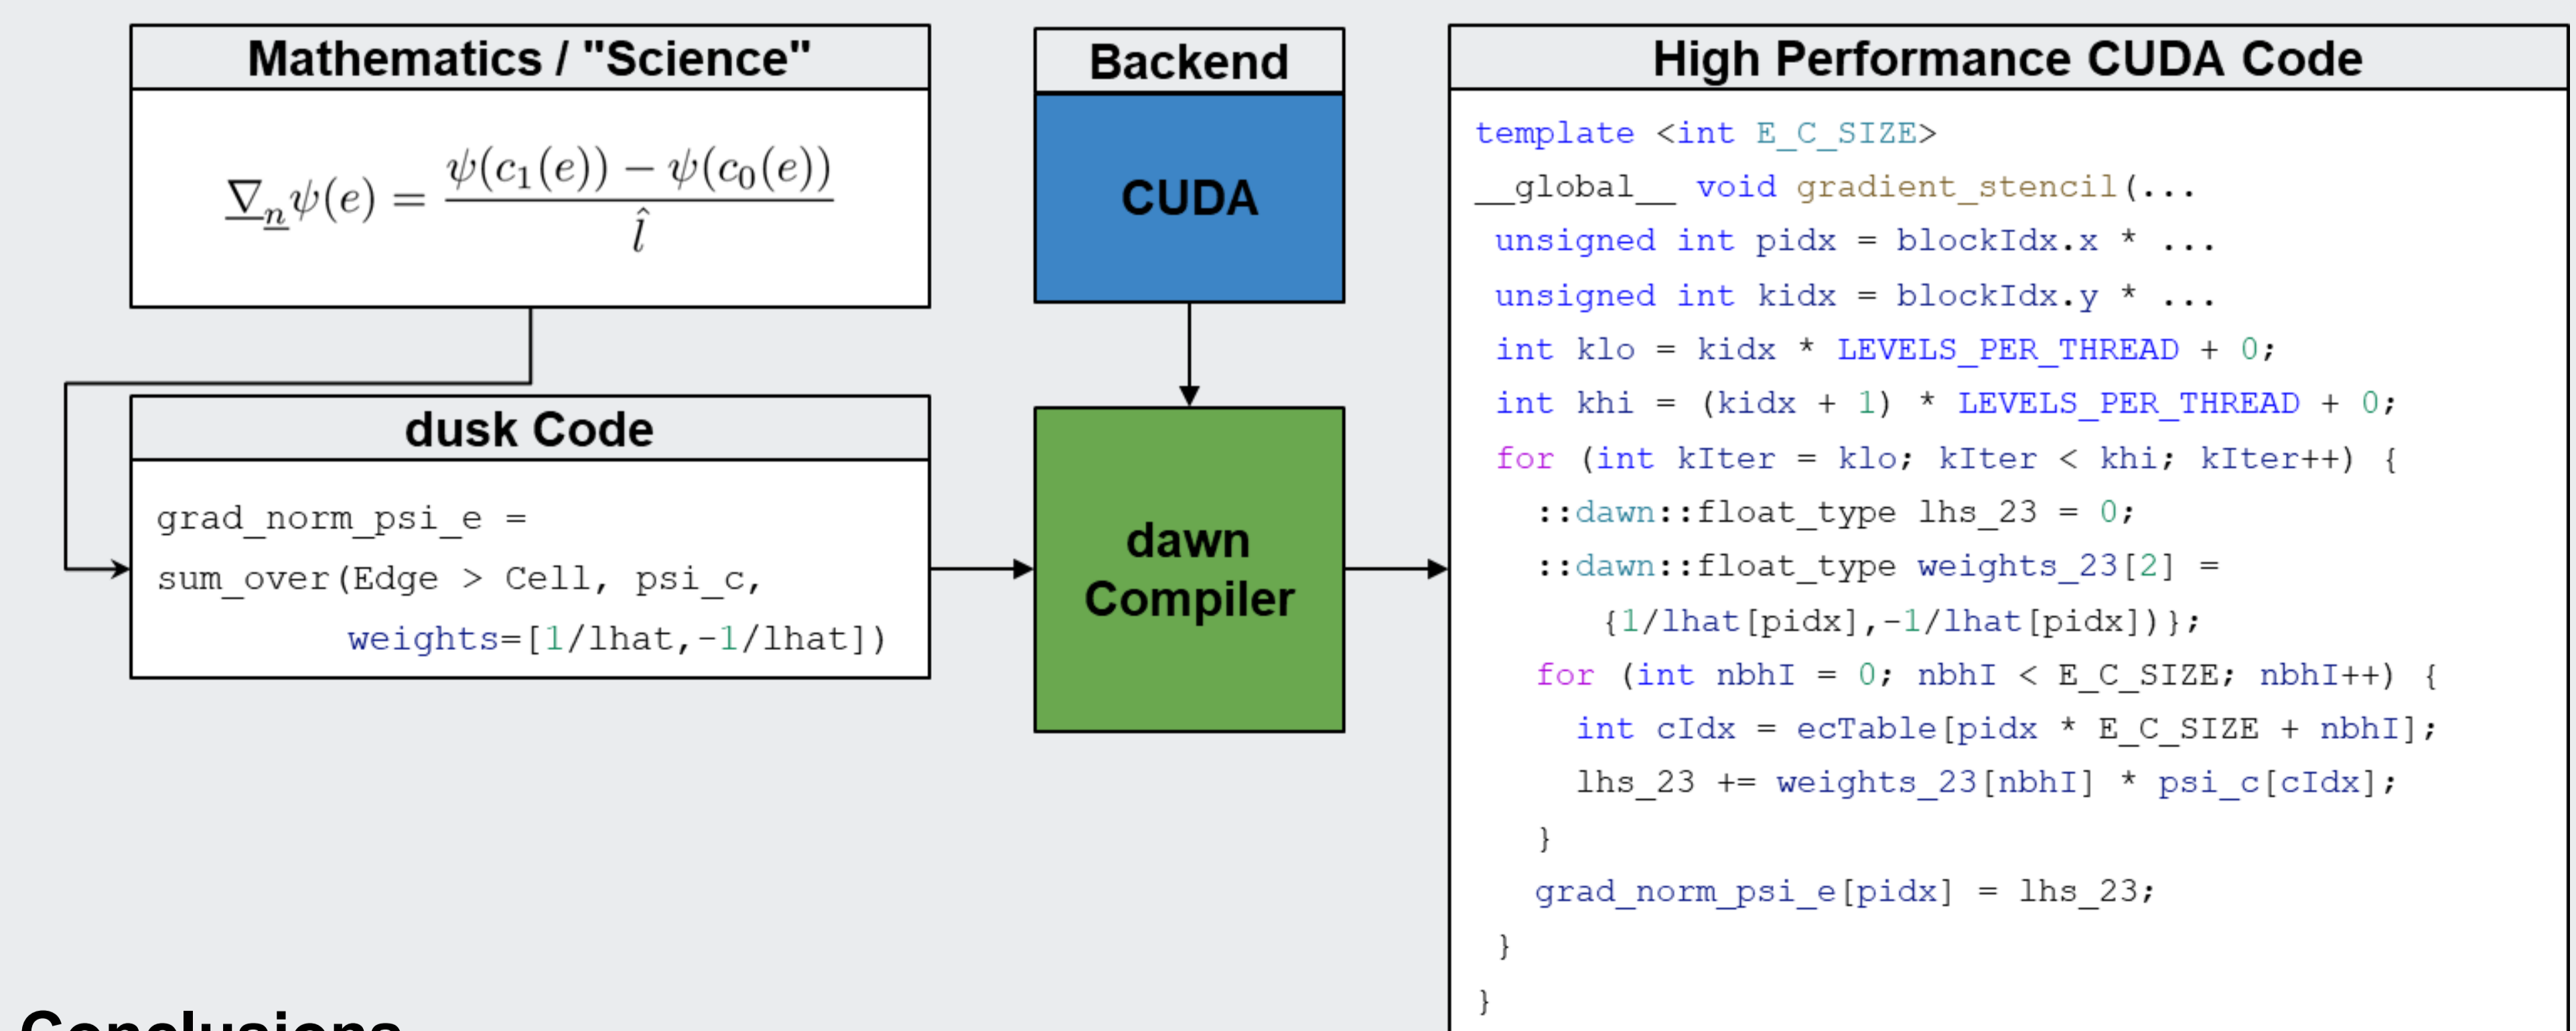 Mathematics / "Science"
∇_n ψ(e) = (ψ(c₁(e)) − ψ(c₀(e))) / l̂
dusk Code
grad_norm_psi_e =
sum_over(Edge > Cell, psi_c,
weights=[1/lhat,-1/lhat])
Backend
CUDA
dawn
Compiler
High Performance CUDA Code
template <int E_C_SIZE>
__global__ void gradient_stencil(...
unsigned int pidx = blockIdx.x * ...
unsigned int kidx = blockIdx.y * ...
int klo = kidx * LEVELS_PER_THREAD + 0;
int khi = (kidx + 1) * LEVELS_PER_THREAD + 0;
for (int kIter = klo; kIter < khi; kIter++) {
::dawn::float_type lhs_23 = 0;
::dawn::float_type weights_23[2] =
{1/lhat[pidx],-1/lhat[pidx])};
for (int nbhI = 0; nbhI < E_C_SIZE; nbhI++) {
int cIdx = ecTable[pidx * E_C_SIZE + nbhI];
lhs_23 += weights_23[nbhI] * psi_c[cIdx];
}
grad_norm_psi_e[pidx] = lhs_23;
}
}
Conclusions